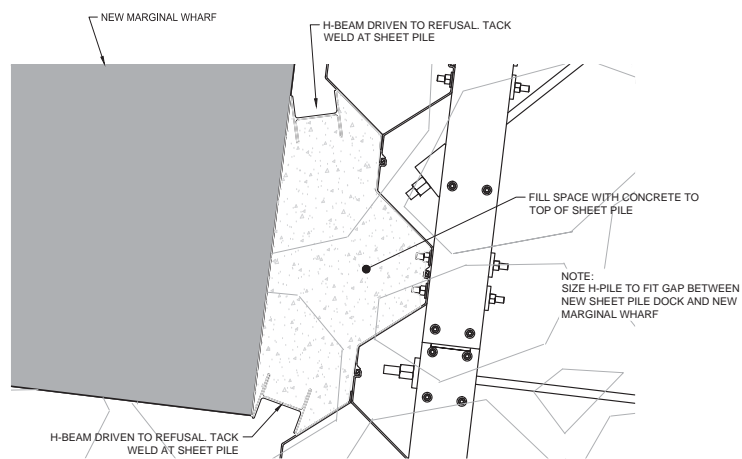 NEW MARGINAL WHARF
H-BEAM DRIVEN TO REFUSAL. TACK
WELD AT SHEET PILE
FILL SPACE WITH CONCRETE TO
TOP OF SHEET PILE
NOTE:
SIZE H-PILE TO FIT GAP BETWEEN
NEW SHEET PILE DOCK AND NEW
MARGINAL WHARF
H-BEAM DRIVEN TO REFUSAL. TACK
WELD AT SHEET PILE